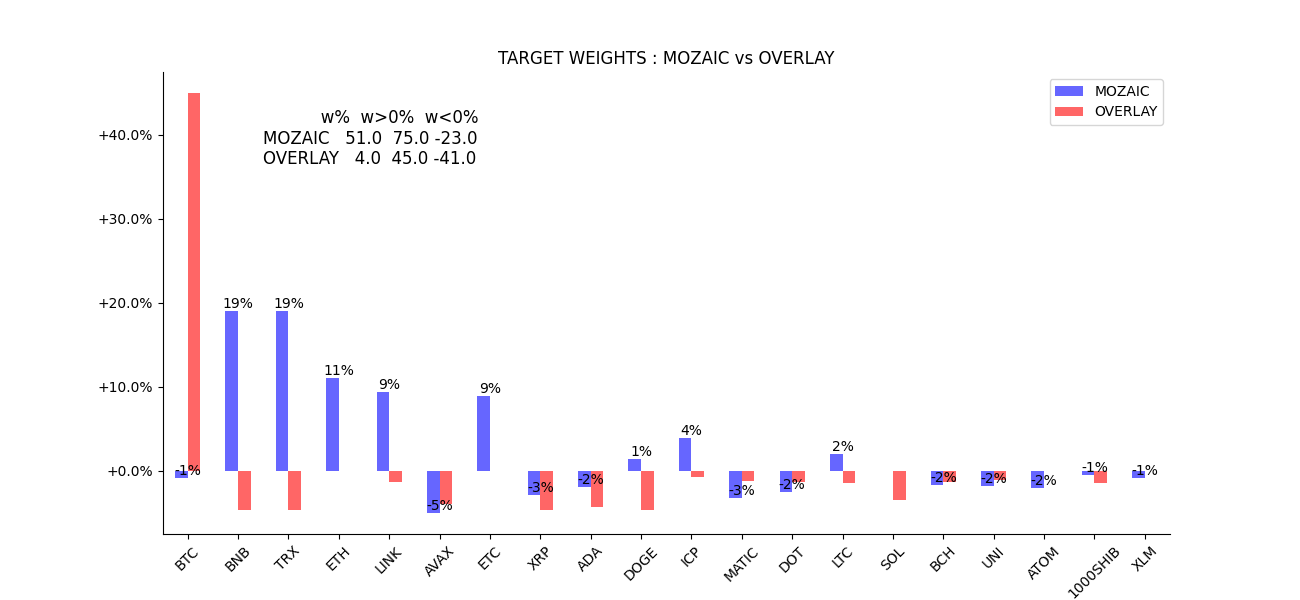 TARGET WEIGHTS : MOZAIC vs OVERLAY
MOZAIC
OVERLAY
w% w>0% w<0%
MOZAIC 51.0 75.0 -23.0
OVERLAY 4.0 45.0 -41.0
+40.0%
+30.0%
+20.0%
+10.0%
+0.0%
-1%
19%
19%
11%
9%
-5%
9%
-3%
-2%
1%
4%
-3%
-2%
2%
-2%
-2%
-2%
-1%
-1%
BTC
BNB
TRX
ETH
LINK
AVAX
ETC
XRP
ADA
DOGE
ICP
MATIC
DOT
LTC
SOL
BCH
UNI
ATOM
1000SHIB
XLM